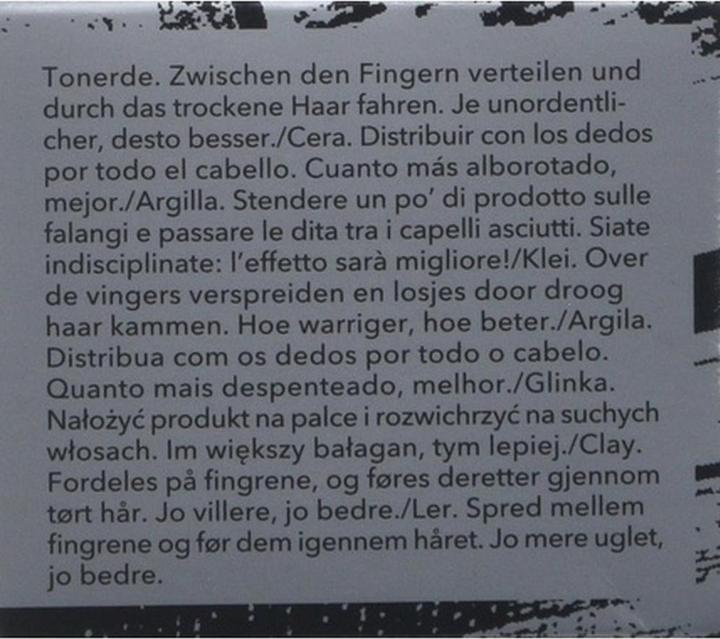 Tonerde. Zwischen den Fingern verteilen und
durch das trockene Haar fahren. Je unordentli-
cher, desto besser./Cera. Distribuir con los dedos
por todo el cabello. Cuanto más alborotado,
mejor./Argilla. Stendere un po’ di prodotto sulle
falangi e passare le dita tra i capelli asciutti. Siate
indisciplinate: l’effetto sarà migliore!/Klei. Over
de vingers verspreiden en losjes door droog
haar kammen. Hoe warriger, hoe beter./Argila.
Distribua com os dedos por todo o cabelo.
Quanto mais despenteado, melhor./Glinka.
Nałożyć produkt na palce i rozwichrzyć na suchych
włosach. Im większy bałagan, tym lepiej./Clay.
Fordeles på fingrene, og føres deretter gjennom
tørt hår. Jo villere, jo bedre./Ler. Spred mellem
fingrene og før dem igennem håret. Jo mere uglet,
jo bedre.